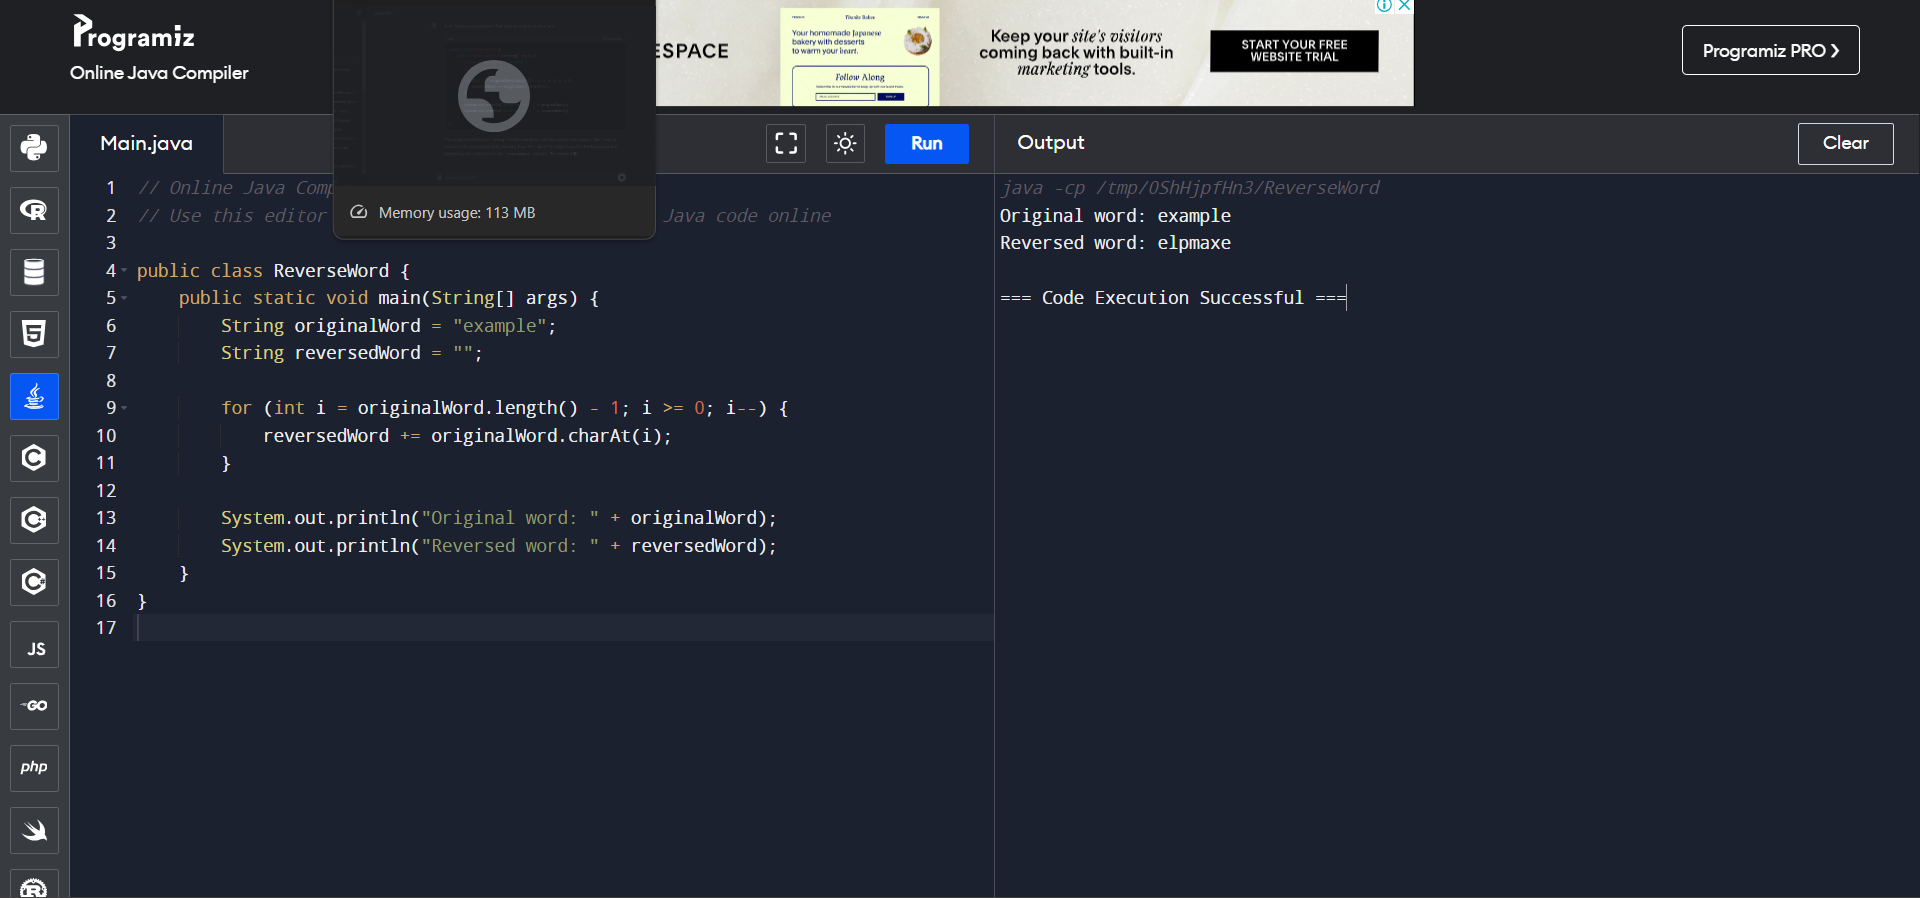 Programiz
Online Java Compiler
ESPACE
Your homemade Japanese
bakery with desserts
to warm your heart.
Follow Along
Keep your site's visitors
coming back with built-in
marketing tools.
START YOUR FREE
WEBSITE TRIAL
Programiz PRO ❯
Memory usage: 113 MB
Main.java
Run
Output
Clear
1 // Online Java Comp
2 // Use this editor Java code online
3
4 public class ReverseWord {
5 public static void main(String[] args) {
6 String originalWord = "example";
7 String reversedWord = "";
8
9 for (int i = originalWord.length() - 1; i >= 0; i--) {
10 reversedWord += originalWord.charAt(i);
11 }
12
13 System.out.println("Original word: " + originalWord);
14 System.out.println("Reversed word: " + reversedWord);
15 }
16 }
17
java -cp /tmp/OShHjpfHn3/ReverseWord
Original word: example
Reversed word: elpmaxe
=== Code Execution Successful ===
R
5
C
C++
C#
JS
GO
php
R